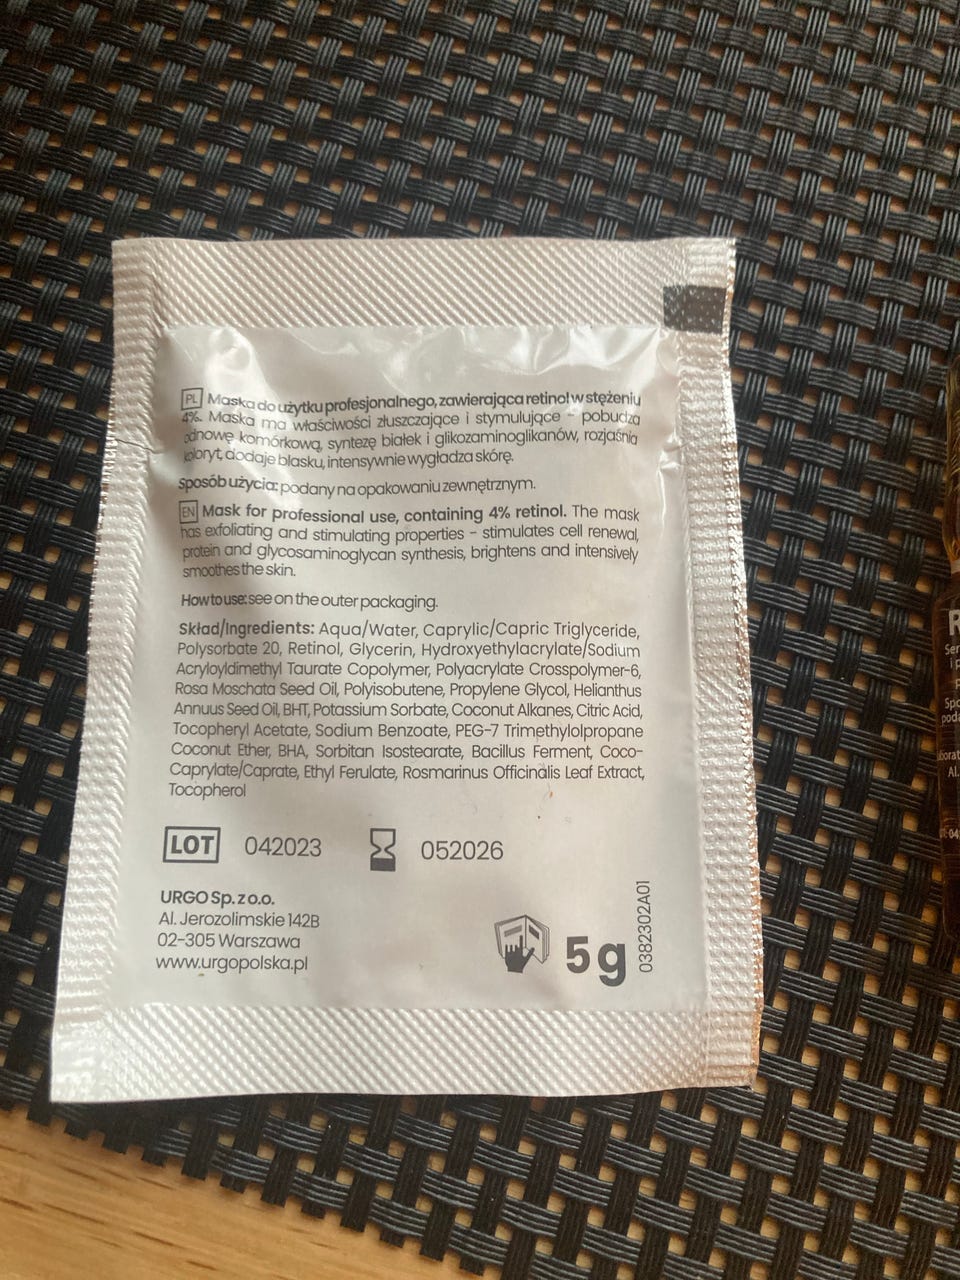 PL Maska do użytku profesjonalnego, zawierająca retinol w stężeniu
4%. Maska ma właściwości złuszczające i stymulujące - pobudza
odnowę komórkową, syntezę białek i glikozaminoglikanów, rozjaśnia
koloryt, dodaje blasku, intensywnie wygładza skórę.
Sposób użycia: podany na opakowaniu zewnętrznym.
EN Mask for professional use, containing 4% retinol. The mask
has exfoliating and stimulating properties - stimulates cell renewal,
protein and glycosaminoglycan synthesis, brightens and intensively
smoothes the skin.
How to use: see on the outer packaging.
Skład/Ingredients: Aqua/Water, Caprylic/Capric Triglyceride,
Polysorbate 20, Retinol, Glycerin, Hydroxyethylacrylate/Sodium
Acryloyldimethyl Taurate Copolymer, Polyacrylate Crosspolymer-6,
Rosa Moschata Seed Oil, Polyisobutene, Propylene Glycol, Helianthus
Annuus Seed Oil, BHT, Potassium Sorbate, Coconut Alkanes, Citric Acid,
Tocopheryl Acetate, Sodium Benzoate, PEG-7 Trimethylolpropane
Coconut Ether, BHA, Sorbitan Isostearate, Bacillus Ferment, Coco-
Caprylate/Caprate, Ethyl Ferulate, Rosmarinus Officinalis Leaf Extract,
Tocopherol
LOT 042023 052026
URGO Sp. z o.o.
Al. Jerozolimskie 142B
02-305 Warszawa
www.urgopolska.pl
5g
0382302A01